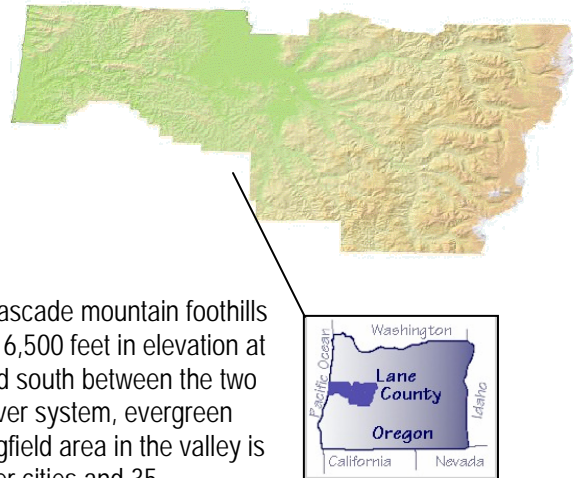 ascade mountain foothills
6,500 feet in elevation at
d south between the two
ver system, evergreen
gfield area in the valley is
er cities and 35
Washington
Pacific Ocean
Lane
County
Idaho
Oregon
California
Nevada